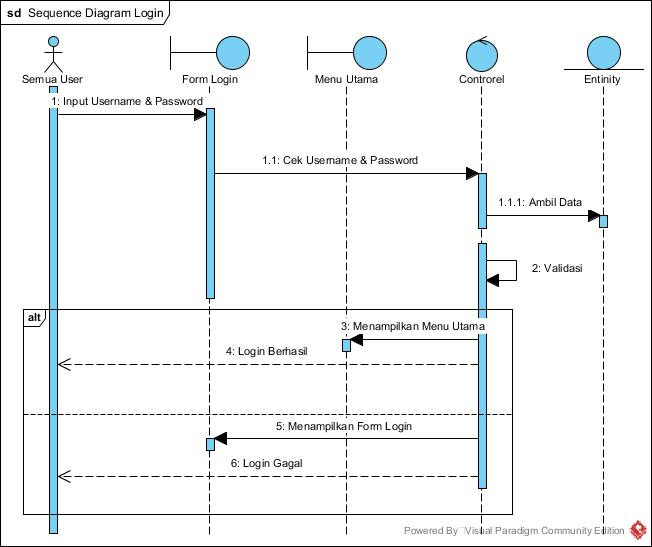 sd Sequence Diagram Login
Semua User
Form Login
Menu Utama
Controrel
Entinity
1: Input Username & Password
1.1: Cek Username & Password
1.1.1: Ambil Data
2: Validasi
alt
3: Menampilkan Menu Utama
4: Login Berhasil
5: Menampilkan Form Login
6: Login Gagal
Powered By Visual Paradigm Community Edition